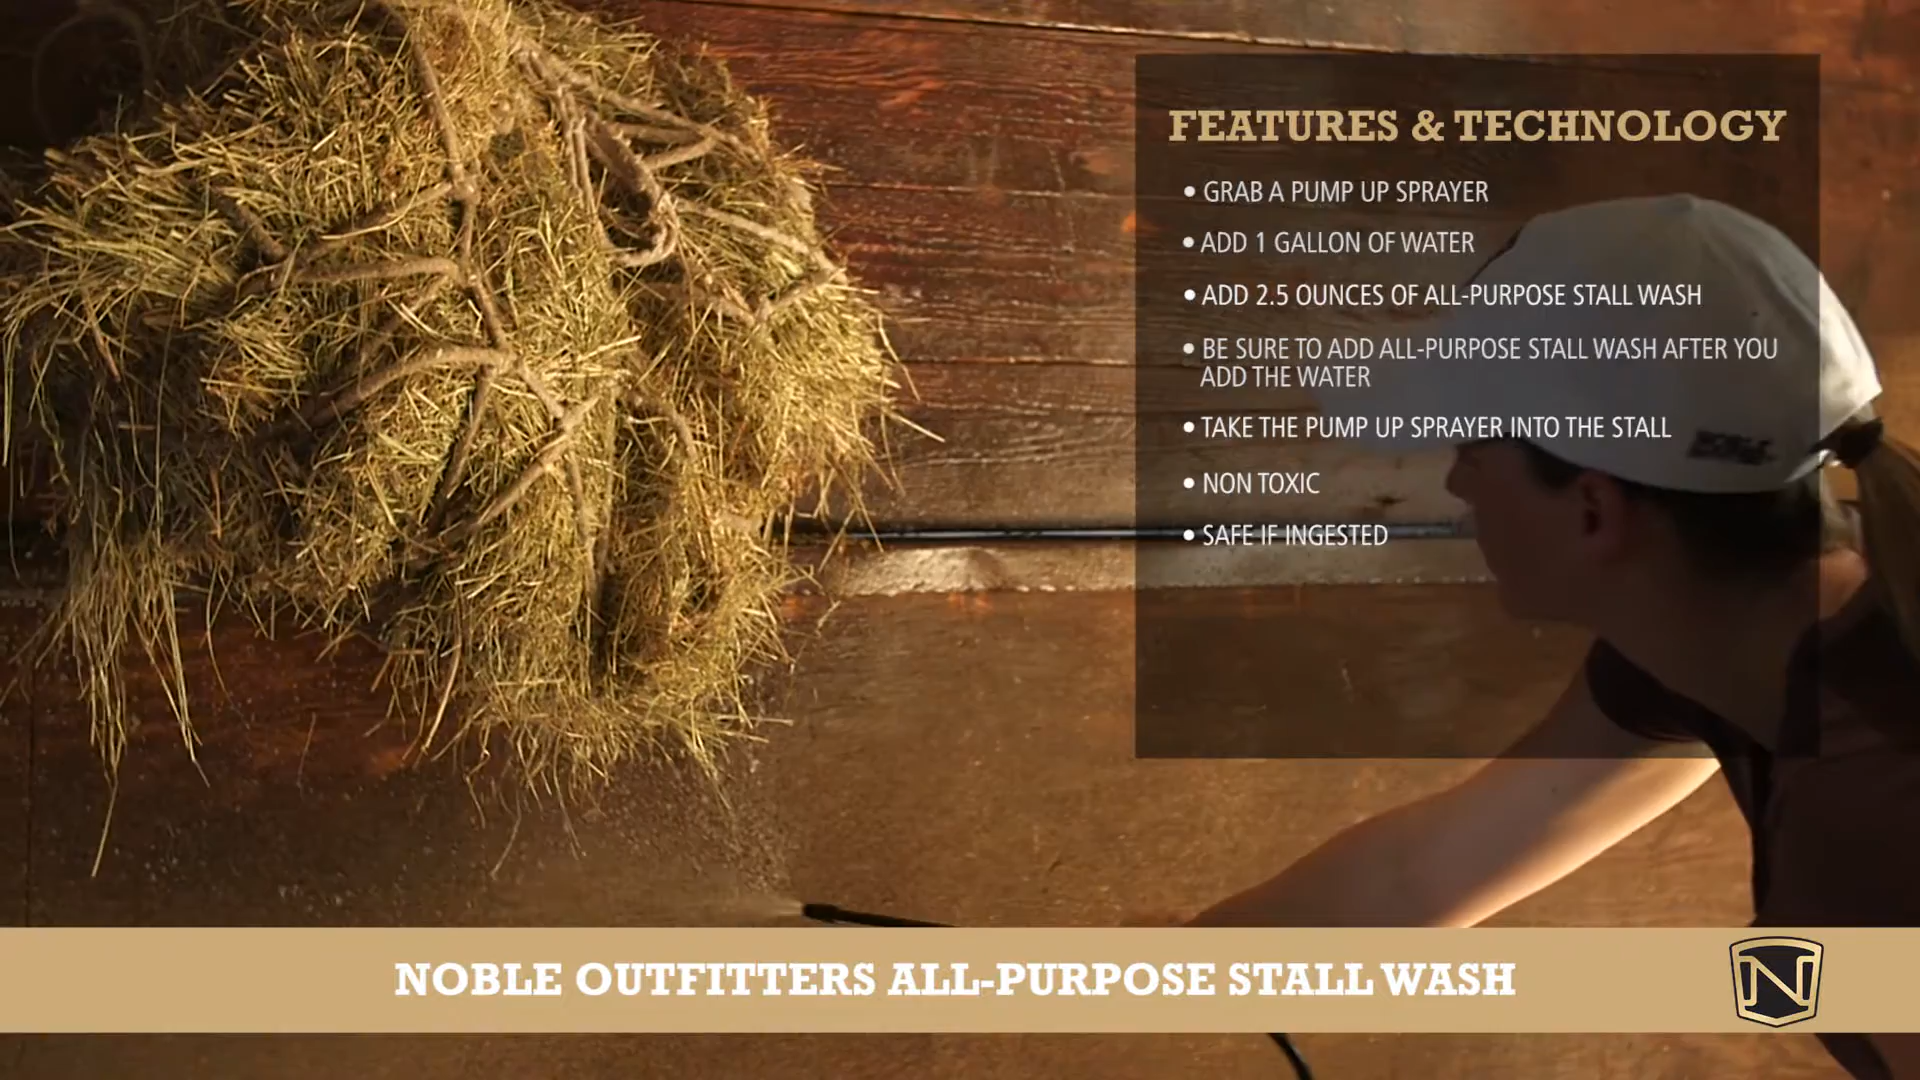 FEATURES & TECHNOLOGY
• GRAB A PUMP UP SPRAYER
• ADD 1 GALLON OF WATER
• ADD 2.5 OUNCES OF ALL-PURPOSE STALL WASH
• BE SURE TO ADD ALL-PURPOSE STALL WASH AFTER YOU
ADD THE WATER
• TAKE THE PUMP UP SPRAYER INTO THE STALL
• NON TOXIC
• SAFE IF INGESTED
NOBLE OUTFITTERS ALL-PURPOSE STALL WASH
N